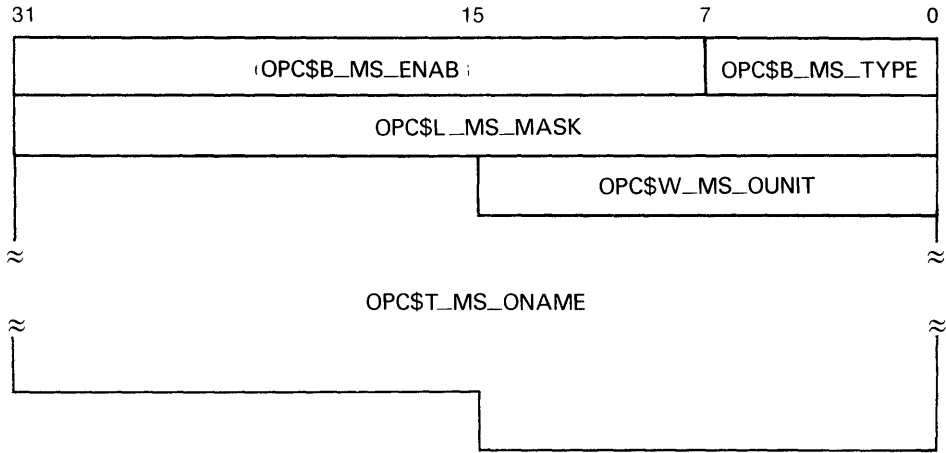 31 15 7 0
OPC$B_MS_ENAB OPC$B_MS_TYPE
OPC$L_MS_MASK
OPC$W_MS_OUNIT
OPC$T_MS_ONAME